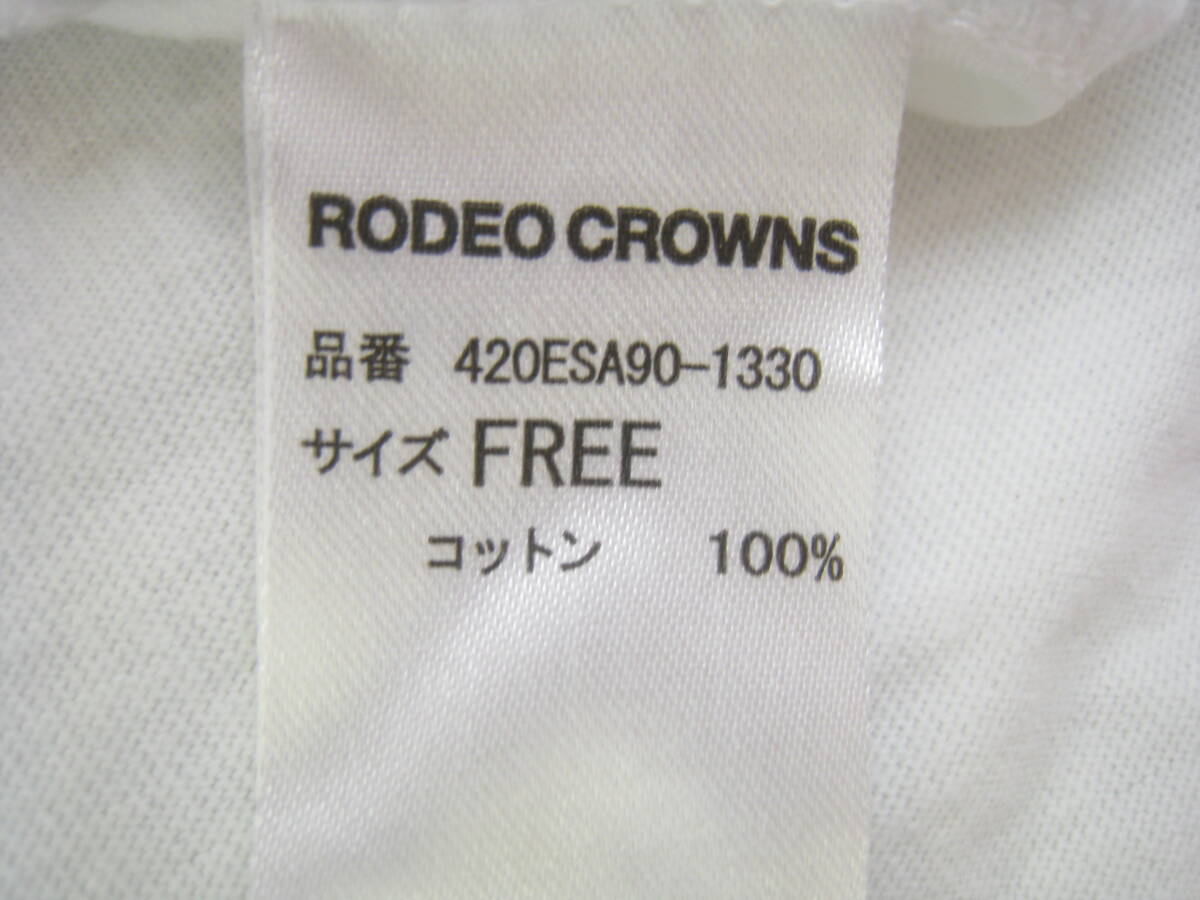 RODEO CROWNS
品番 420ESA90-1330
サイズ FREE
コットン 100%